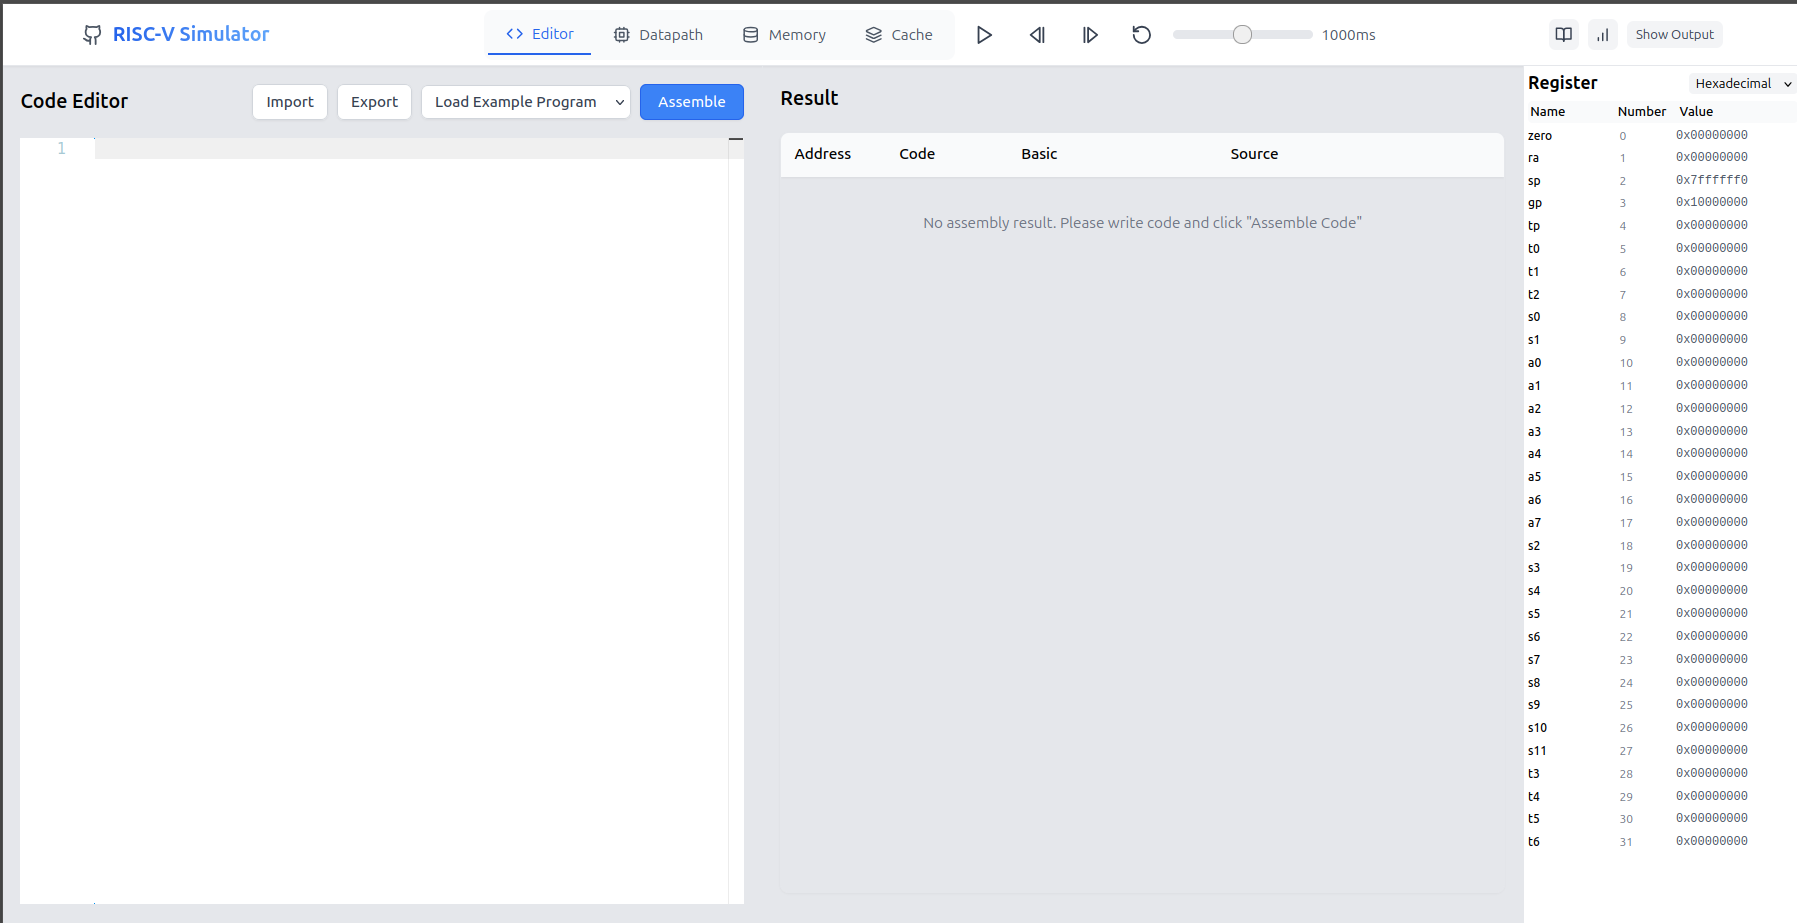 RISC-V Simulator
Editor
Datapath
Memory
Cache
1000ms
Show Output
Code Editor
Import
Export
Load Example Program
Assemble
1
Result
Address Code Basic Source
No assembly result. Please write code and click "Assemble Code"
Register
Hexadecimal
Name Number Value
zero 0 0x00000000
ra 1 0x00000000
sp 2 0x7ffffff0
gp 3 0x10000000
tp 4 0x00000000
t0 5 0x00000000
t1 6 0x00000000
t2 7 0x00000000
s0 8 0x00000000
s1 9 0x00000000
a0 10 0x00000000
a1 11 0x00000000
a2 12 0x00000000
a3 13 0x00000000
a4 14 0x00000000
a5 15 0x00000000
a6 16 0x00000000
a7 17 0x00000000
s2 18 0x00000000
s3 19 0x00000000
s4 20 0x00000000
s5 21 0x00000000
s6 22 0x00000000
s7 23 0x00000000
s8 24 0x00000000
s9 25 0x00000000
s10 26 0x00000000
s11 27 0x00000000
t3 28 0x00000000
t4 29 0x00000000
t5 30 0x00000000
t6 31 0x00000000